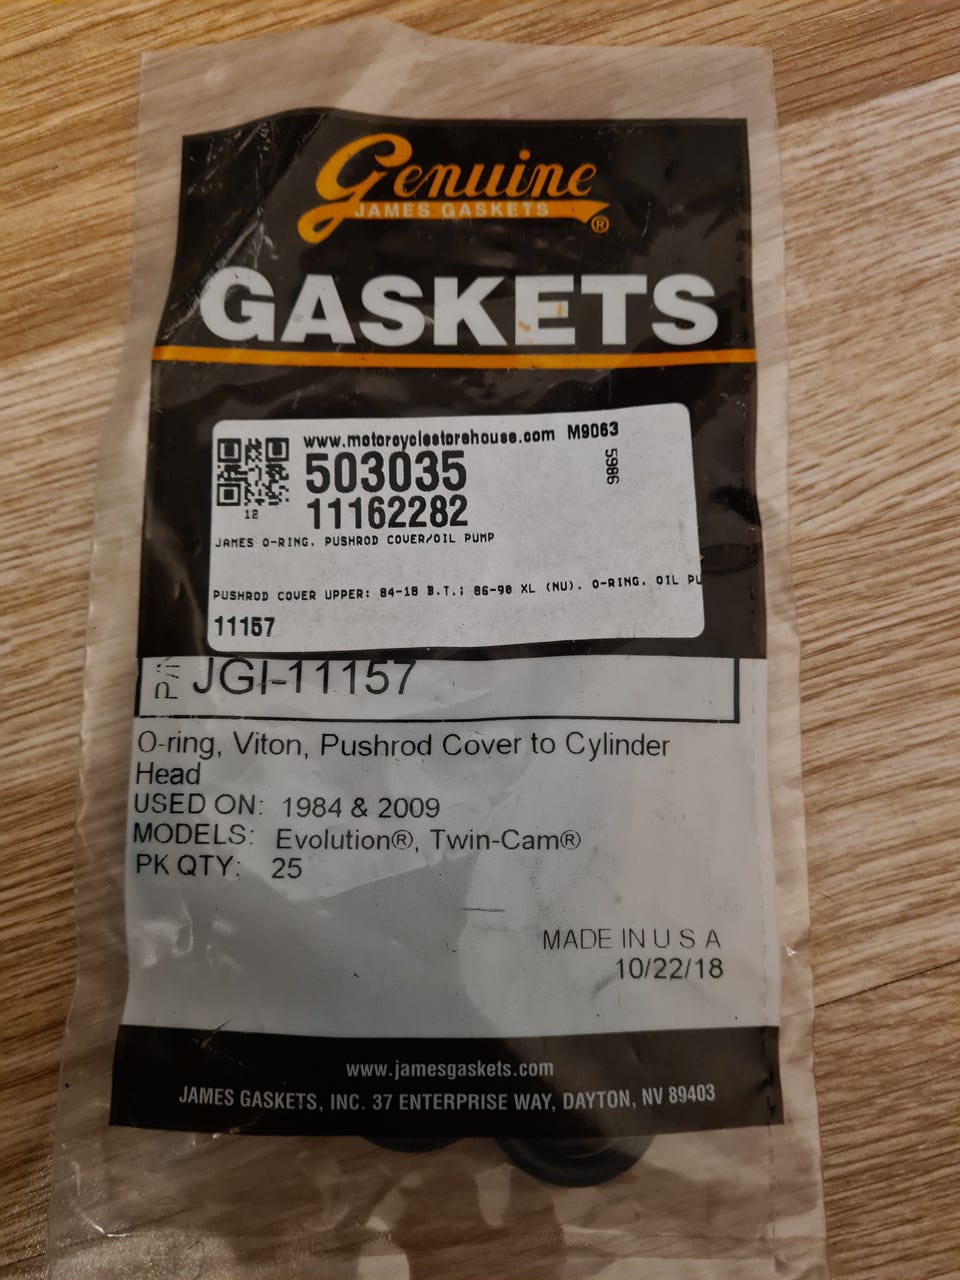 Genuine
JAMES GASKETS
®
GASKETS
www.motorcyclestorehouse.com M9063
5986
503035
12
11162282
JAMES O-RING. PUSHROD COVER/OIL PUMP
PUSHROD COVER UPPER: 84-18 B.T.; 86-90 XL (NU). O-RING. OIL PU
11157
P/N JGI-11157
O-ring, Viton, Pushrod Cover to Cylinder
Head
USED ON: 1984 & 2009
MODELS: Evolution®, Twin-Cam®
PK QTY: 25
MADE IN U S A
10/22/18
www.jamesgaskets.com
JAMES GASKETS, INC. 37 ENTERPRISE WAY, DAYTON, NV 89403